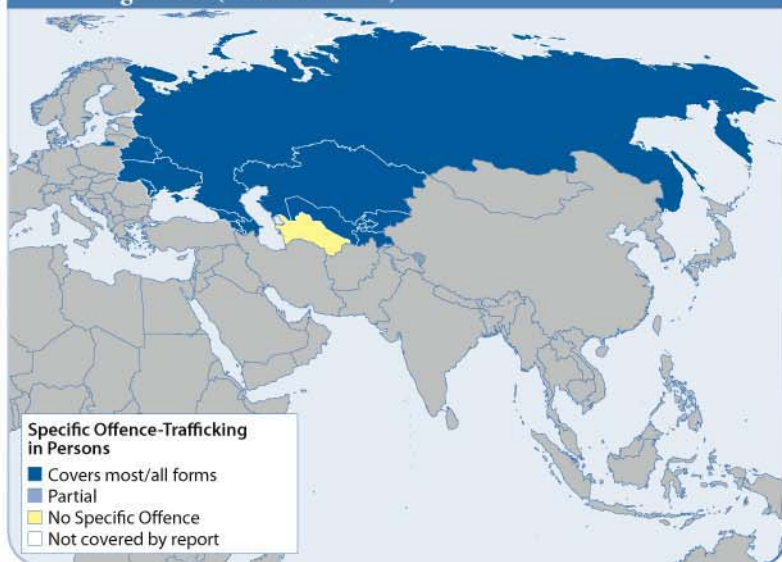 Specific Offence-Trafficking
in Persons
Covers most/all forms
Partial
No Specific Offence
Not covered by report